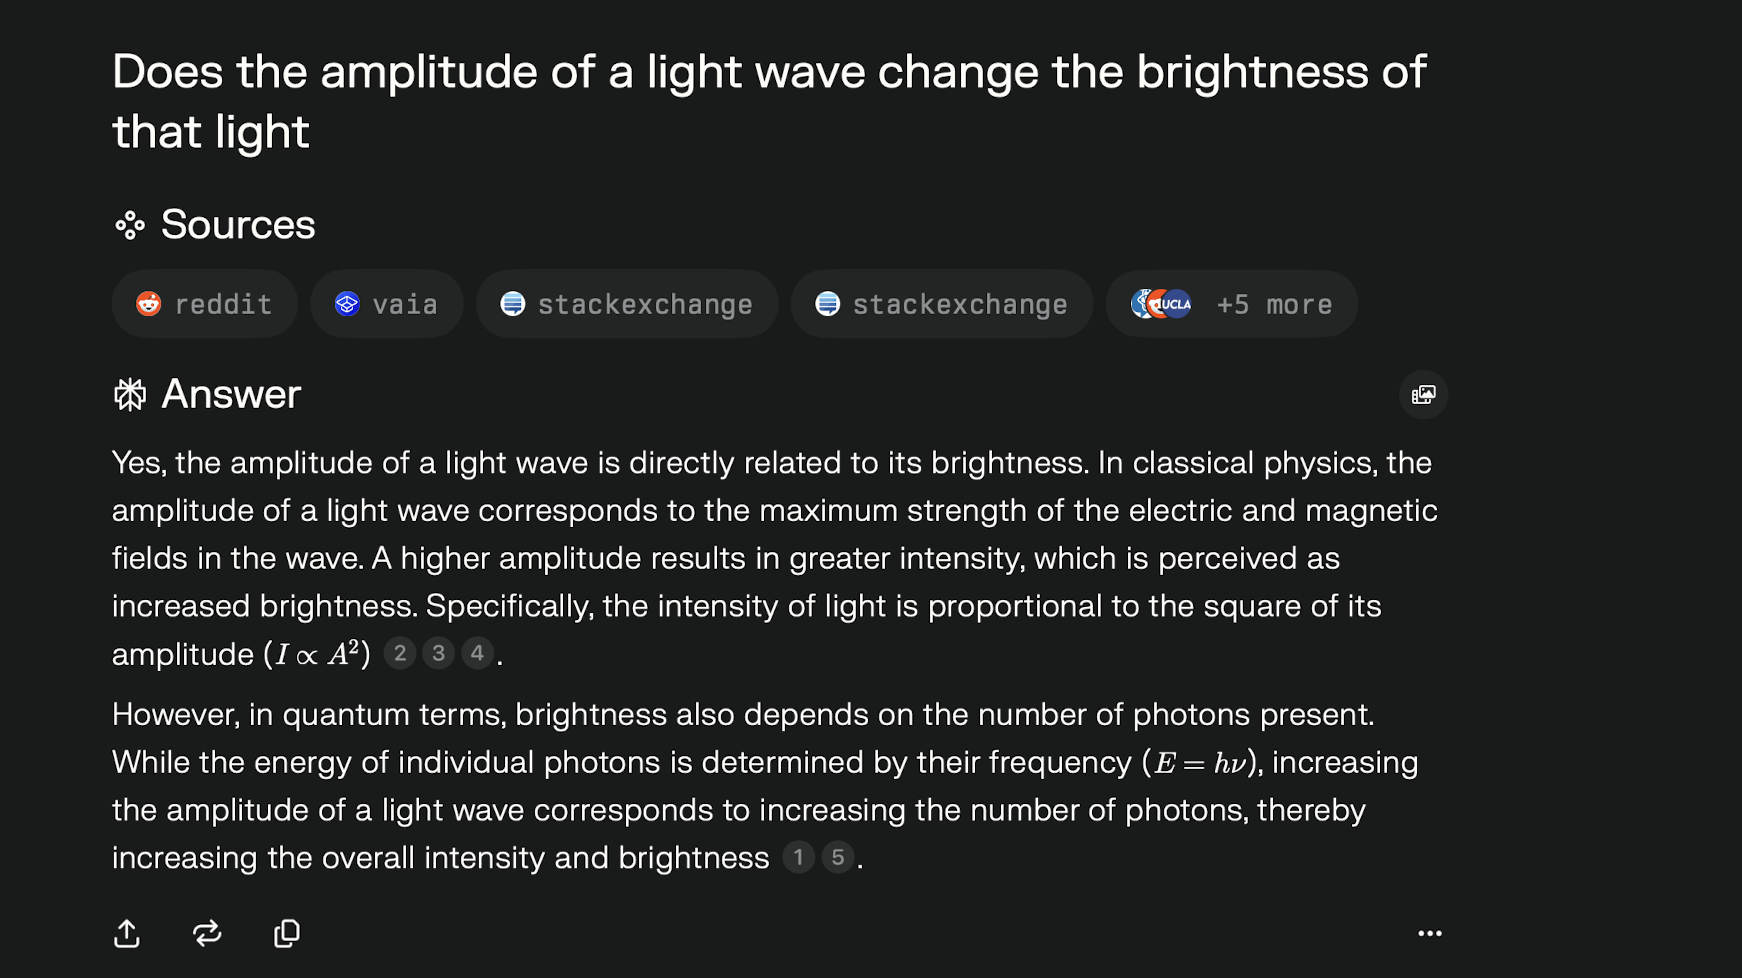 Does the amplitude of a light wave change the brightness of
that light
Sources
reddit vaia stackexchange stackexchange UCLA +5 more
Answer
Yes, the amplitude of a light wave is directly related to its brightness. In classical physics, the
amplitude of a light wave corresponds to the maximum strength of the electric and magnetic
fields in the wave. A higher amplitude results in greater intensity, which is perceived as
increased brightness. Specifically, the intensity of light is proportional to the square of its
amplitude (I ∝ A²) 2 3 4 .
However, in quantum terms, brightness also depends on the number of photons present.
While the energy of individual photons is determined by their frequency (E = hν), increasing
the amplitude of a light wave corresponds to increasing the number of photons, thereby
increasing the overall intensity and brightness 1 5 .